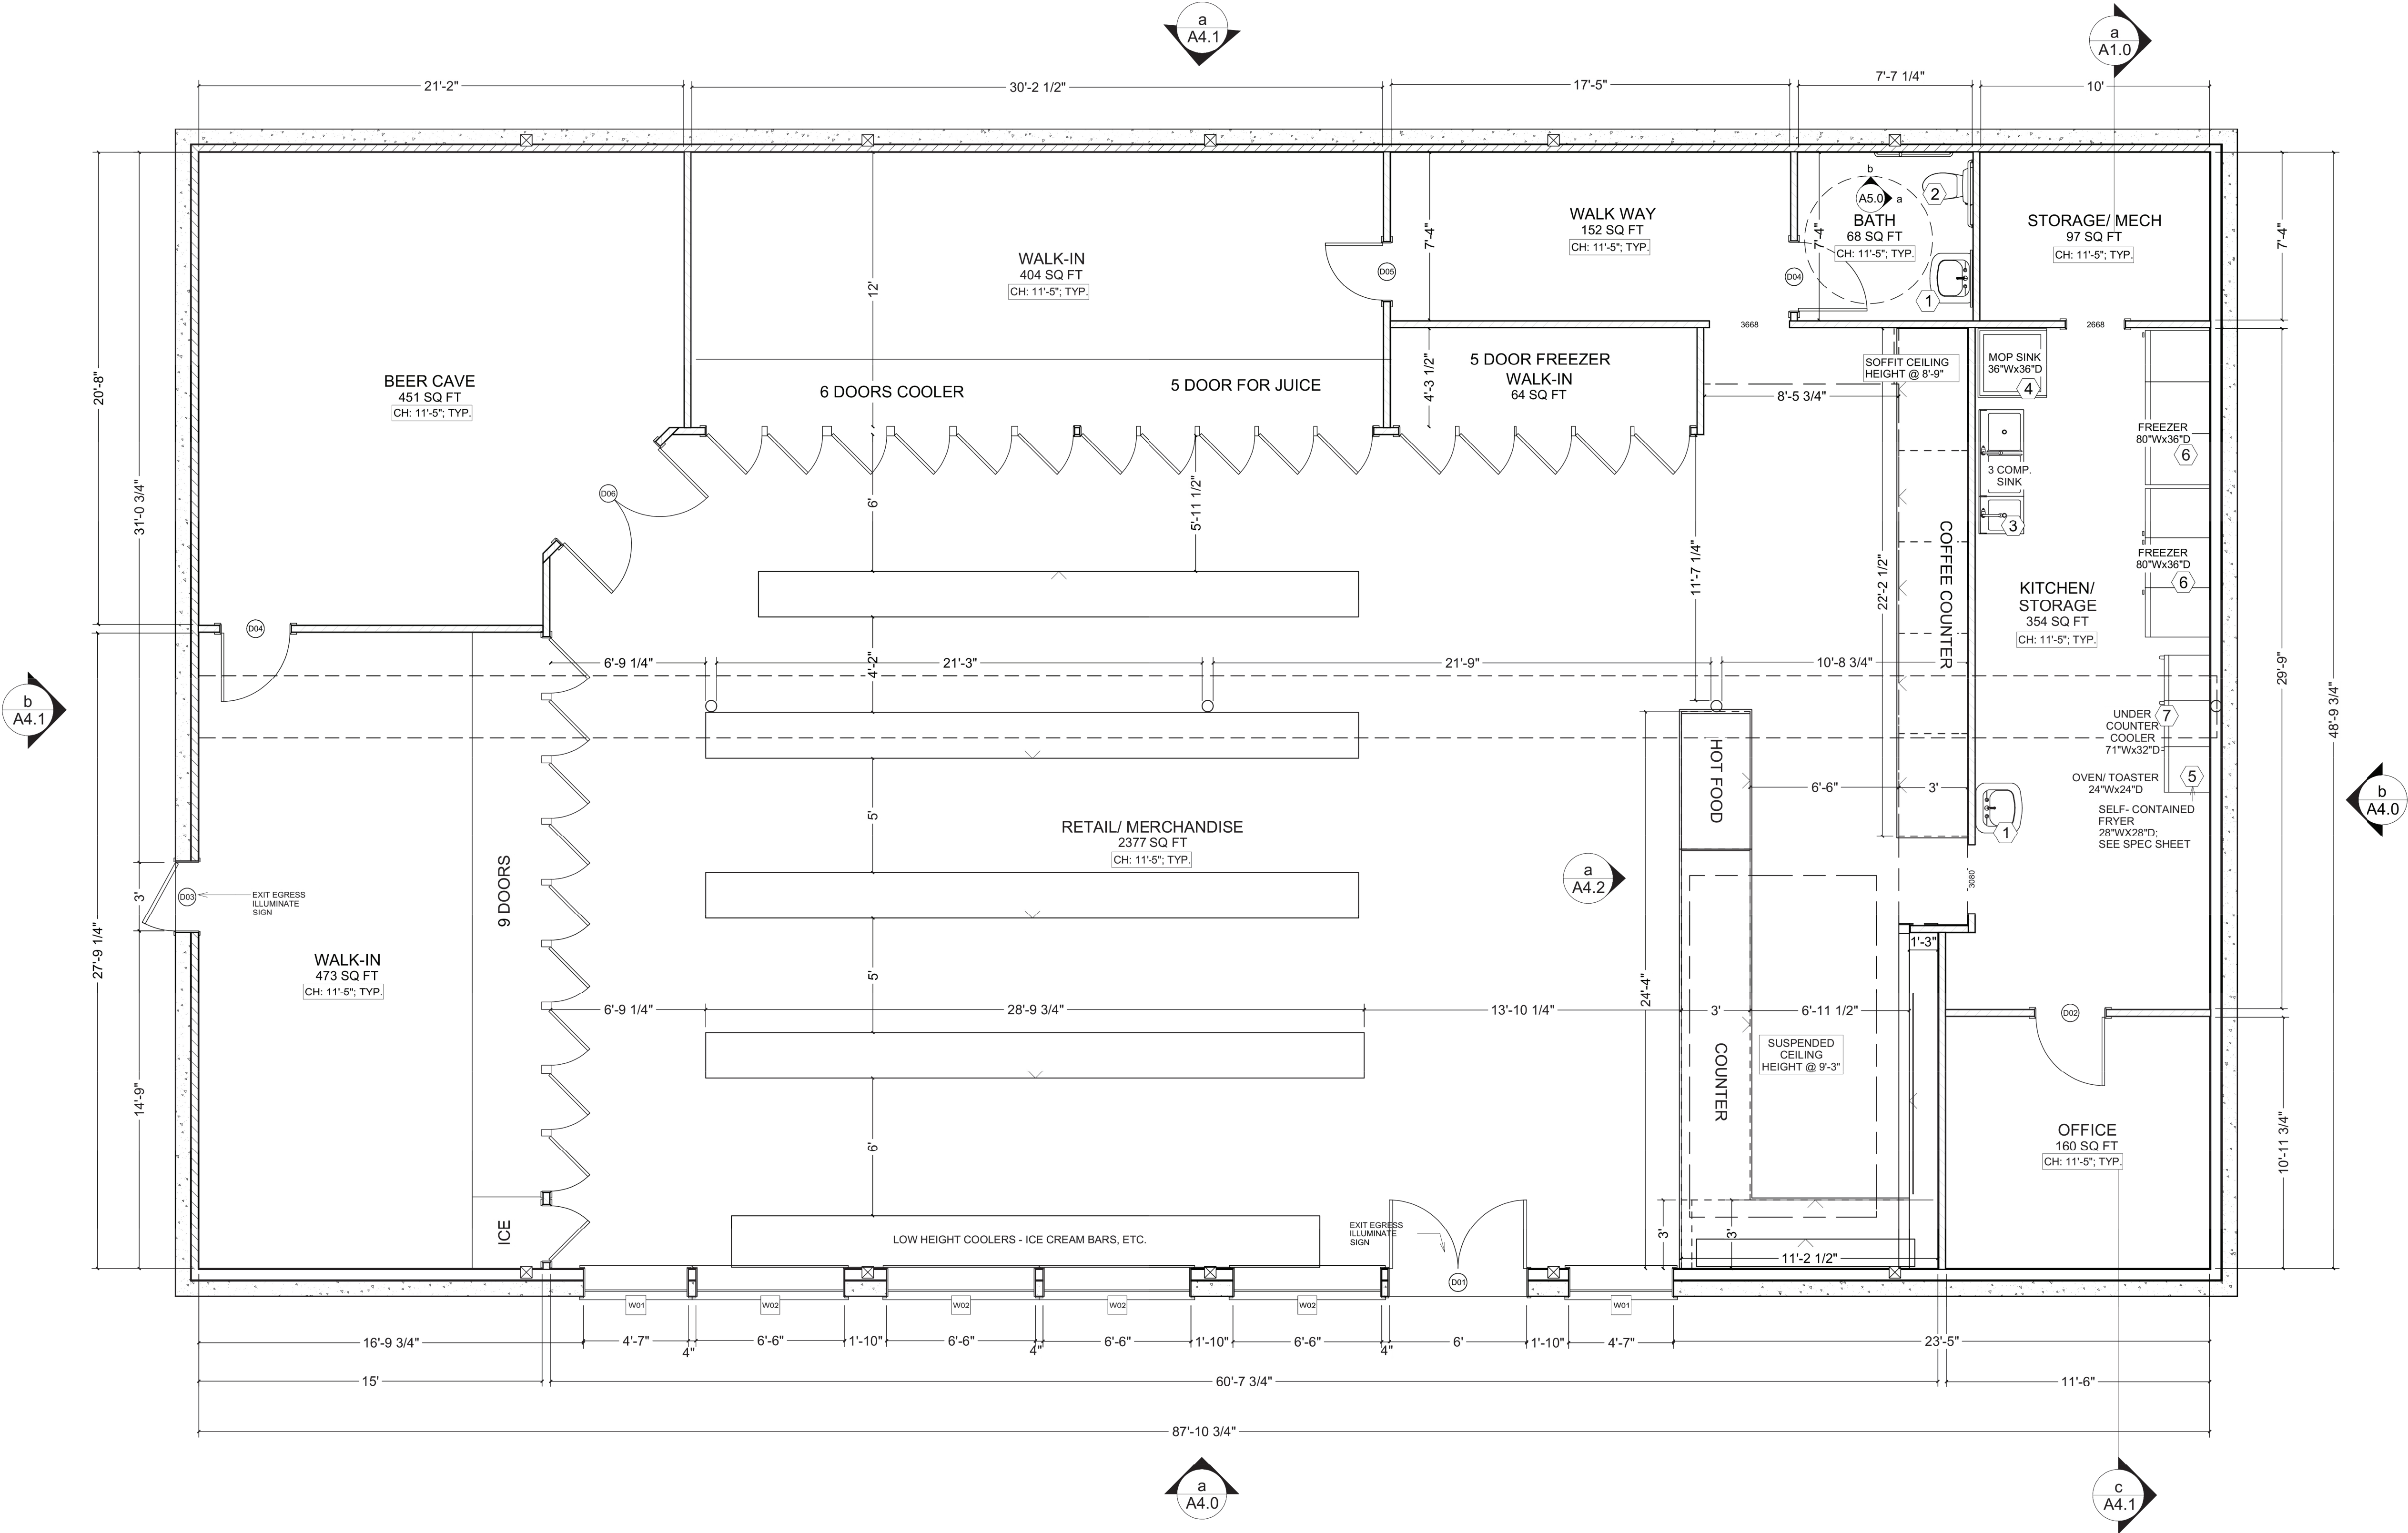 a
A4.1
a
A1.0
21'-2"
30'-2 1/2"
17'-5"
7'-7 1/4"
10'
20'-8"
31'-0 3/4"
12'
7'-4"
7'-4"
7'-4"
48'-9 3/4"
WALK-IN
404 SQ FT
CH: 11'-5"; TYP.
WALK WAY
152 SQ FT
CH: 11'-5"; TYP.
b
A5.0
a
2
BATH
68 SQ FT
CH: 11'-5"; TYP.
1
STORAGE/ MECH
97 SQ FT
CH: 11'-5"; TYP.
D05
D04
3668
2668
BEER CAVE
451 SQ FT
CH: 11'-5"; TYP.
6 DOORS COOLER
5 DOOR FOR JUICE
4'-3 1/2"
5 DOOR FREEZER
WALK-IN
64 SQ FT
SOFFIT CEILING
HEIGHT @ 8'-9"
8'-5 3/4"
MOP SINK
36"Wx36"D
4
3 COMP.
SINK
3
FREEZER
80"Wx36"D
6
FREEZER
80"Wx36"D
6
D06
6'
5'-11 1/2"
11'-7 1/4"
22'-2 1/2"
COFFEE COUNTER
KITCHEN/
STORAGE
354 SQ FT
CH: 11'-5"; TYP.
29'-9"
D04
6'-9 1/4"
4'-2"
21'-3"
21'-9"
10'-8 3/4"
b
A4.1
UNDER
COUNTER
COOLER
71"Wx32"D
7
OVEN/ TOASTER
24"Wx24"D
5
SELF- CONTAINED
FRYER
28"WX28"D;
SEE SPEC SHEET
b
A4.0
HOT FOOD
6'-6"
3'
1
5'
RETAIL/ MERCHANDISE
2377 SQ FT
CH: 11'-5"; TYP.
a
A4.2
3080
D03
EXIT EGRESS
ILLUMINATE
SIGN
3'
27'-9 1/4"
9 DOORS
WALK-IN
473 SQ FT
CH: 11'-5"; TYP.
5'
24'-4"
1'-3"
6'-9 1/4"
28'-9 3/4"
13'-10 1/4"
3'
6'-11 1/2"
D02
SUSPENDED
CEILING
HEIGHT @ 9'-3"
COUNTER
14'-9"
6'
OFFICE
160 SQ FT
CH: 11'-5"; TYP.
10'-11 3/4"
ICE
LOW HEIGHT COOLERS - ICE CREAM BARS, ETC.
EXIT EGRESS
ILLUMINATE
SIGN
3'
3'
11'-2 1/2"
D01
W01
W02
W02
W02
W02
W01
16'-9 3/4"
4'-7"
4"
6'-6"
1'-10"
6'-6"
4"
6'-6"
1'-10"
6'-6"
4"
6'
1'-10"
4'-7"
23'-5"
15'
60'-7 3/4"
11'-6"
87'-10 3/4"
a
A4.0
c
A4.1